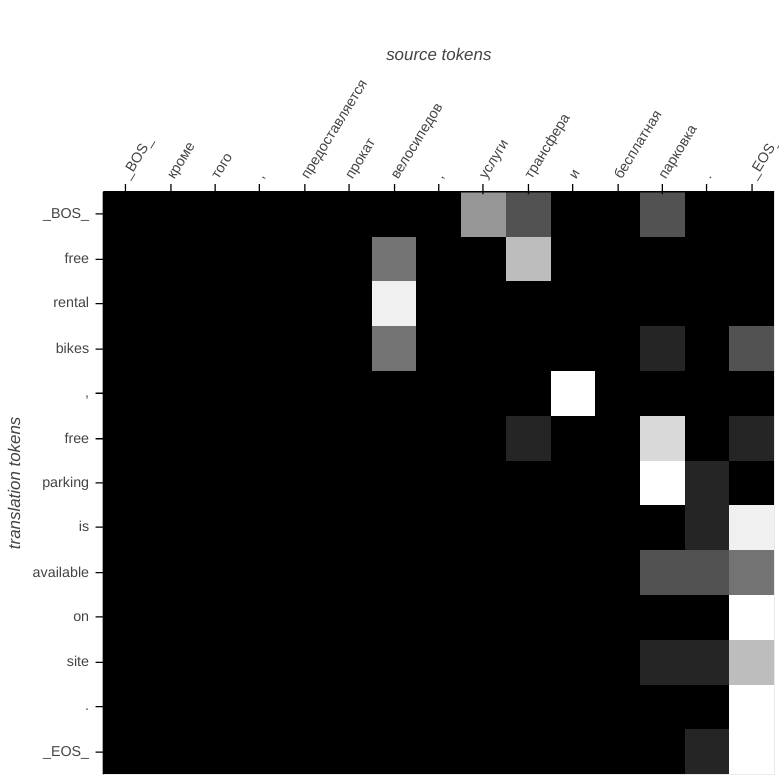 source tokens
_BOS_ кроме того , предоставляется прокат велосипедов , услуги трансфера и бесплатная парковка . _EOS_
translation tokens
_BOS_
free
rental
bikes
,
free
parking
is
available
on
site
.
_EOS_